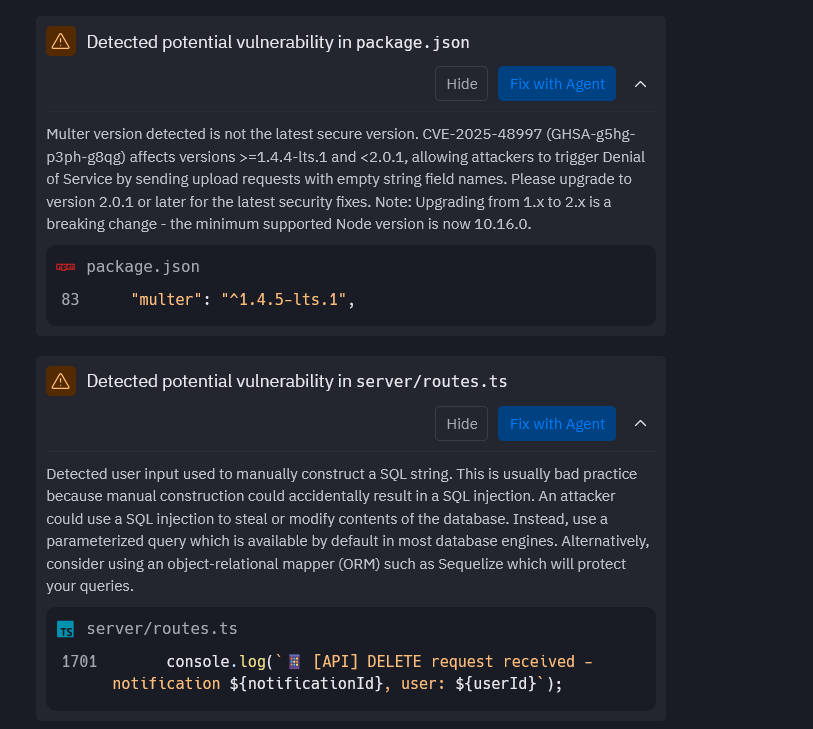 Detected potential vulnerability in package.json
Hide Fix with Agent
Multer version detected is not the latest secure version. CVE-2025-48997 (GHSA-g5hg-
p3ph-g8qg) affects versions >=1.4.4-lts.1 and <2.0.1, allowing attackers to trigger Denial
of Service by sending upload requests with empty string field names. Please upgrade to
version 2.0.1 or later for the latest security fixes. Note: Upgrading from 1.x to 2.x is a
breaking change - the minimum supported Node version is now 10.16.0.
npm package.json
83 "multer": "^1.4.5-lts.1",
Detected potential vulnerability in server/routes.ts
Hide Fix with Agent
Detected user input used to manually construct a SQL string. This is usually bad practice
because manual construction could accidentally result in a SQL injection. An attacker
could use a SQL injection to steal or modify contents of the database. Instead, use a
parameterized query which is available by default in most database engines. Alternatively,
consider using an object-relational mapper (ORM) such as Sequelize which will protect
your queries.
TS server/routes.ts
1701 console.log(` [API] DELETE request received -
notification ${notificationId}, user: ${userId}`);